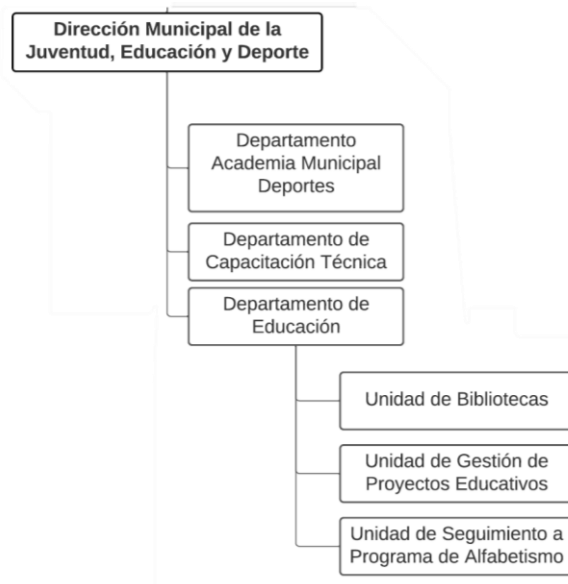 Dirección Municipal de la
Juventud, Educación y Deporte
Departamento
Academia Municipal
Deportes
Departamento de
Capacitación Técnica
Departamento de
Educación
Unidad de Bibliotecas
Unidad de Gestión de
Proyectos Educativos
Unidad de Seguimiento a
Programa de Alfabetismo